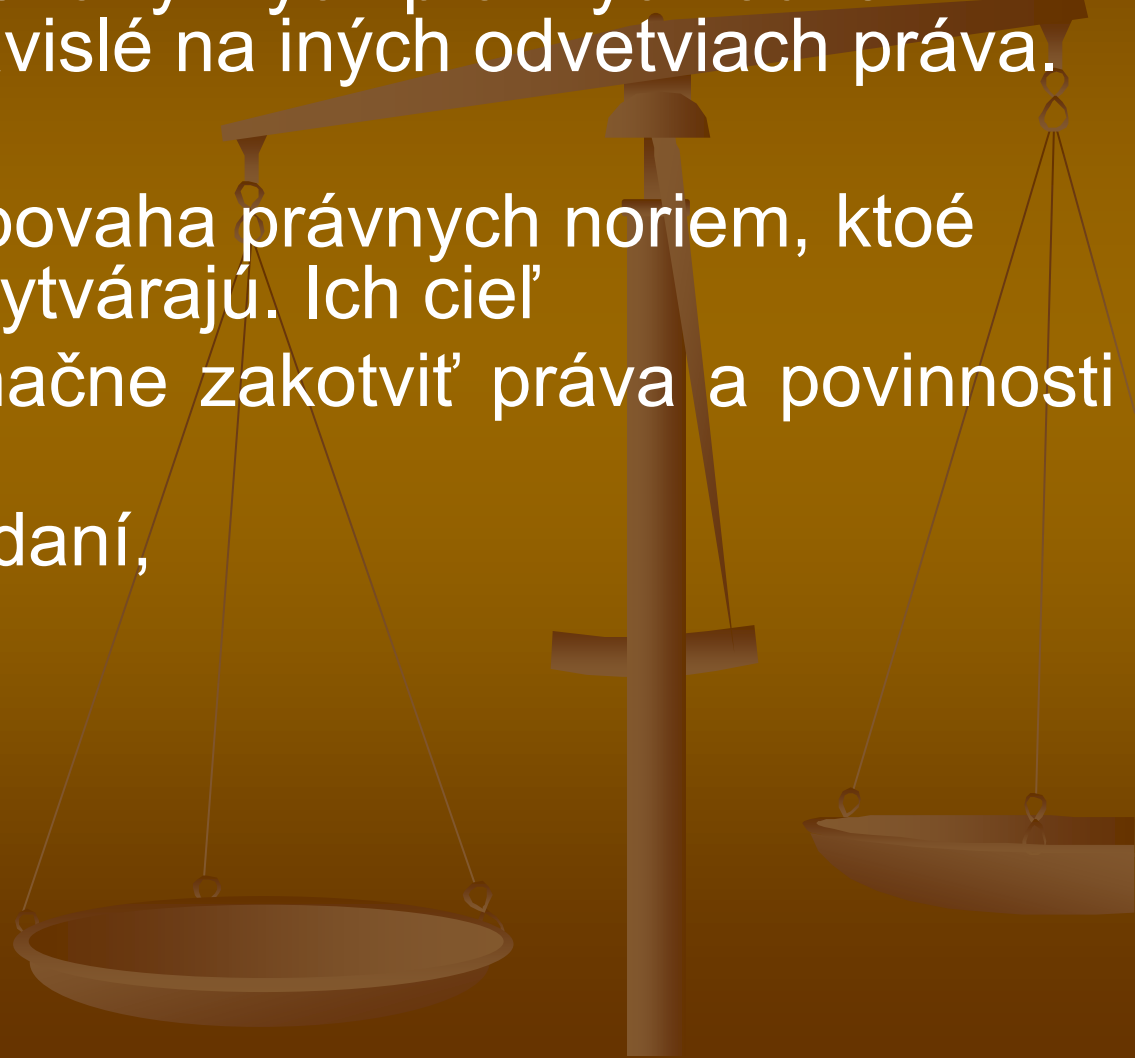 vislé na iných odvetviach práva.
povaha právnych noriem, ktoé
ytvárajú. Ich cieľ
načne zakotviť práva a povinnosti
daní,